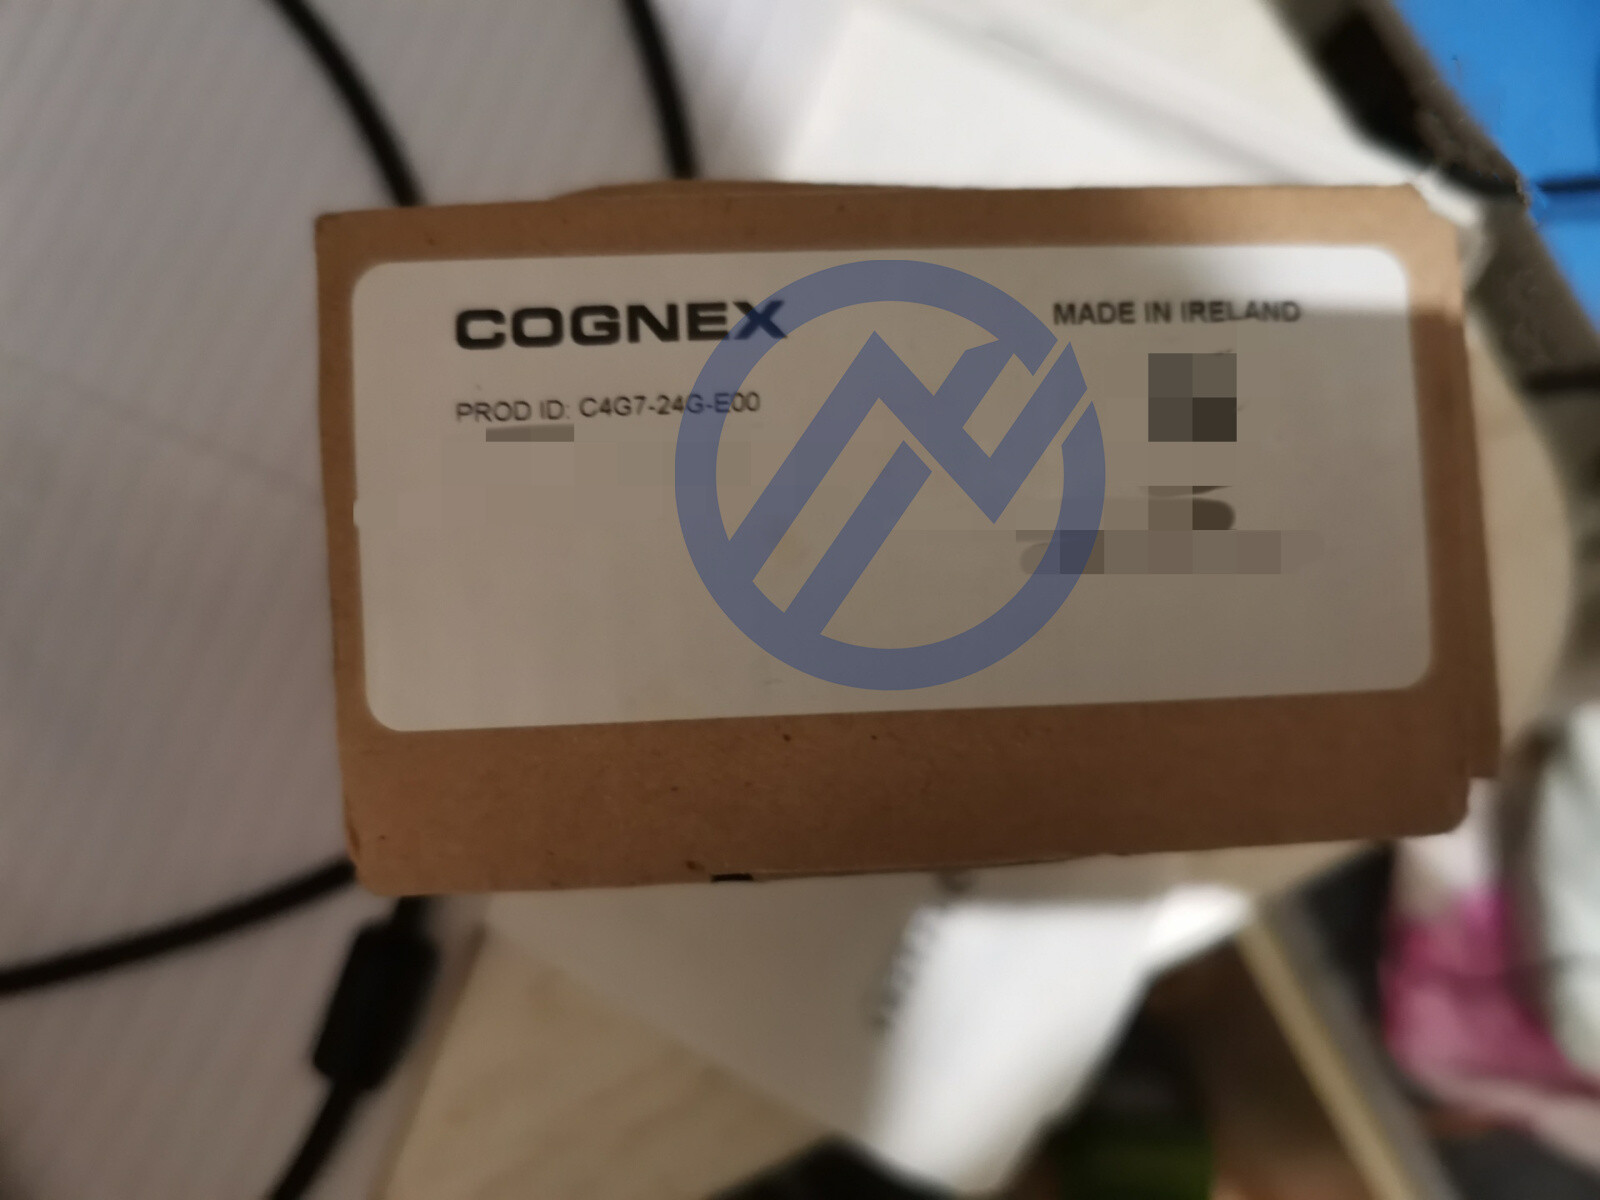 COGNEX
MADE IN IRELAND
PROD ID: C4G7-24G-E00